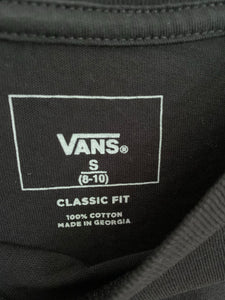 VANS®
S
(8-10)
CLASSIC FIT
100% COTTON
MADE IN GEORGIA